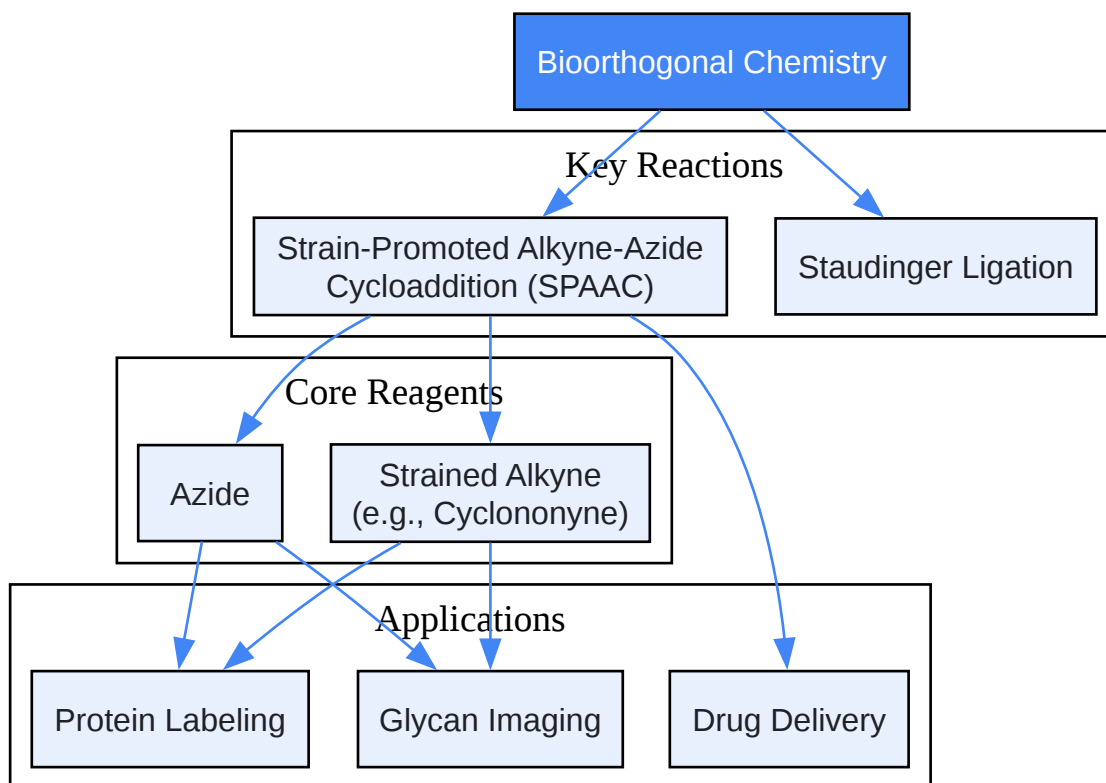 Bioorthogonal Chemistry
Key Reactions
Strain-Promoted Alkyne-Azide
Cycloaddition (SPAAC)
Staudinger Ligation
Core Reagents
Azide
Strained Alkyne
(e.g., Cyclononyne)
Applications
Protein Labeling
Glycan Imaging
Drug Delivery